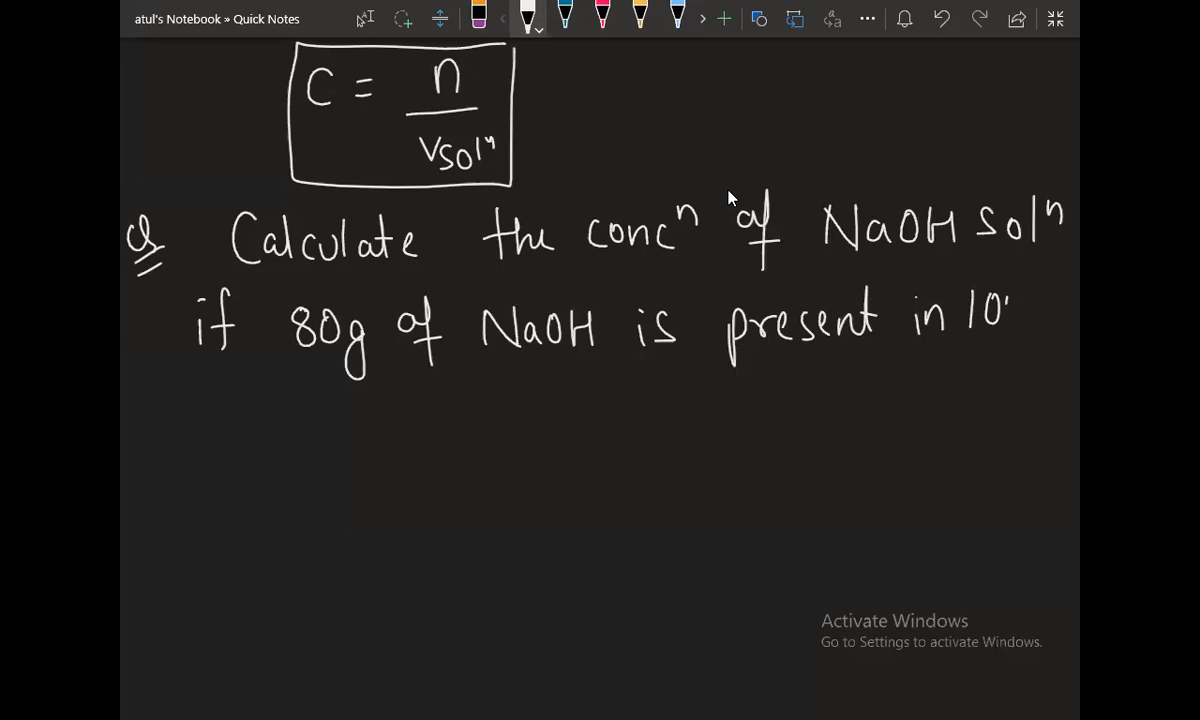 atul's Notebook » Quick Notes
C = n
Vsolⁿ
Q Calculate the concⁿ of NaOH solⁿ
if 80g of NaOH is present in 10
Activate Windows
Go to Settings to activate Windows.